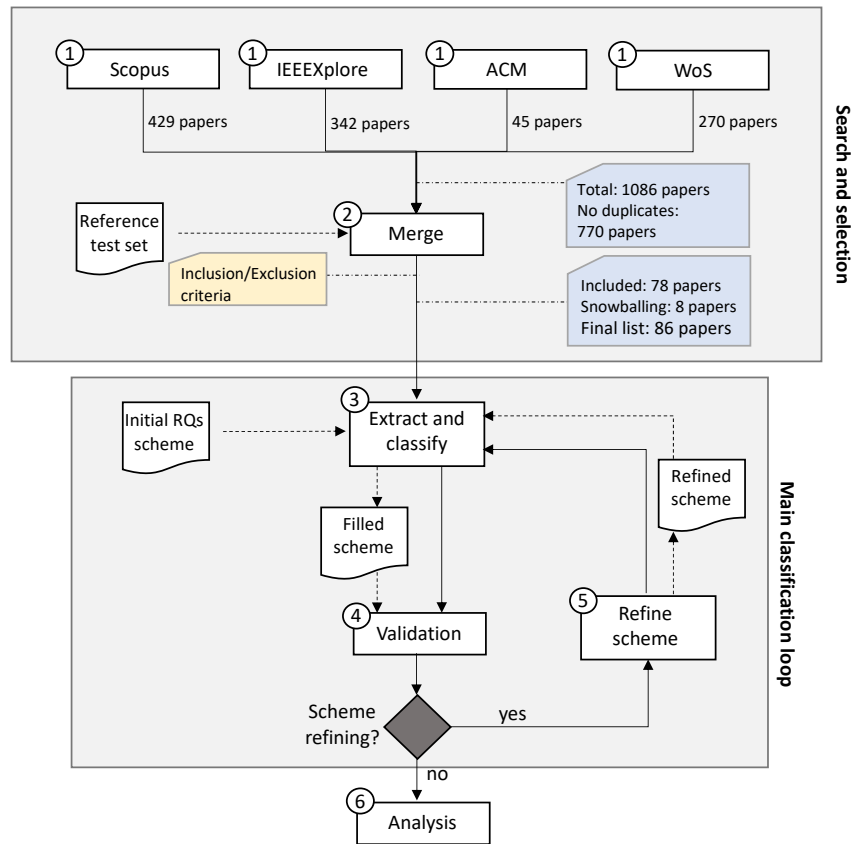 1
Scopus
1
IEEEXplore
1
ACM
1
WoS
429 papers
342 papers
45 papers
270 papers
Total: 1086 papers
No duplicates:
770 papers
Reference
test set
2
Merge
Inclusion/Exclusion
criteria
Included: 78 papers
Snowballing: 8 papers
Final list: 86 papers
Search and selection
3
Extract and
classify
Initial RQs
scheme
Refined
scheme
Filled
scheme
4
Validation
5
Refine
scheme
Scheme
refining?
yes
no
Main classification loop
6
Analysis